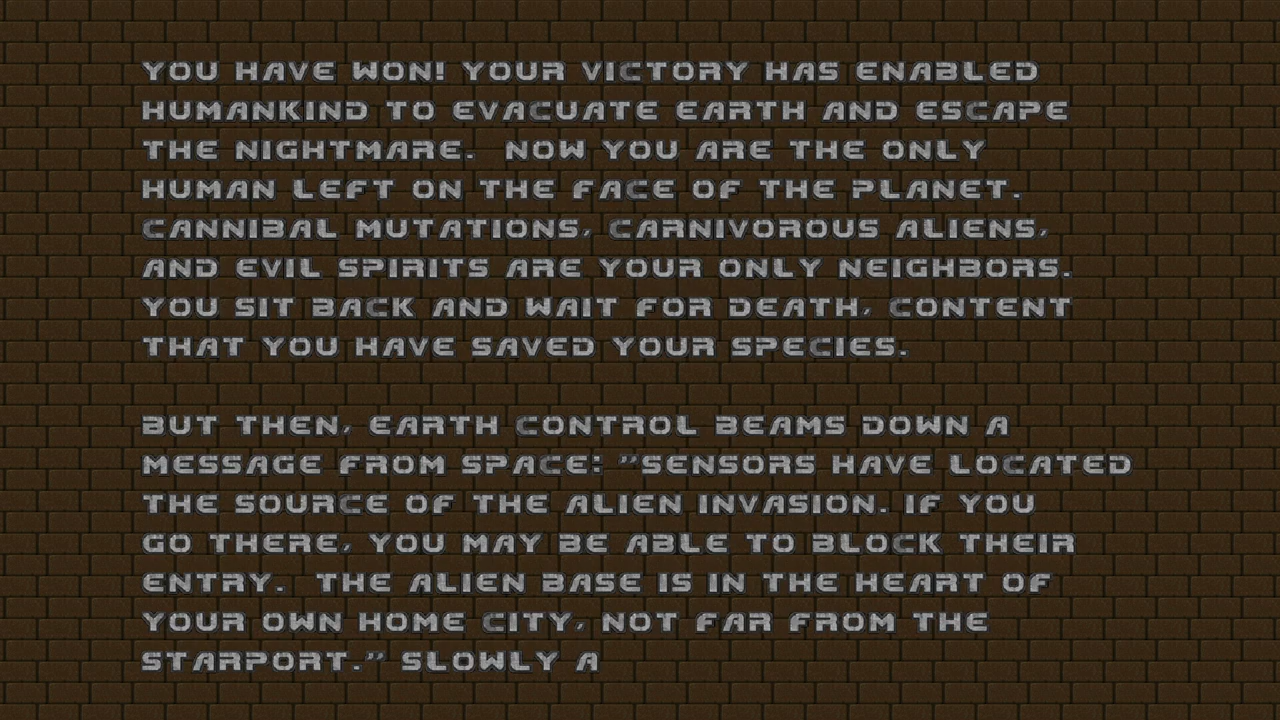 YOU HAVE WON! YOUR VICTORY HAS ENABLED
HUMANKIND TO EVACUATE EARTH AND ESCAPE
THE NIGHTMARE.  NOW YOU ARE THE ONLY
HUMAN LEFT ON THE FACE OF THE PLANET.
CANNIBAL MUTATIONS, CARNIVOROUS ALIENS,
AND EVIL SPIRITS ARE YOUR ONLY NEIGHBORS.
YOU SIT BACK AND WAIT FOR DEATH, CONTENT
THAT YOU HAVE SAVED YOUR SPECIES.
BUT THEN, EARTH CONTROL BEAMS DOWN A
MESSAGE FROM SPACE: "SENSORS HAVE LOCATED
THE SOURCE OF THE ALIEN INVASION. IF YOU
GO THERE, YOU MAY BE ABLE TO BLOCK THEIR
ENTRY.  THE ALIEN BASE IS IN THE HEART OF
YOUR OWN HOME CITY, NOT FAR FROM THE
STARPORT." SLOWLY A